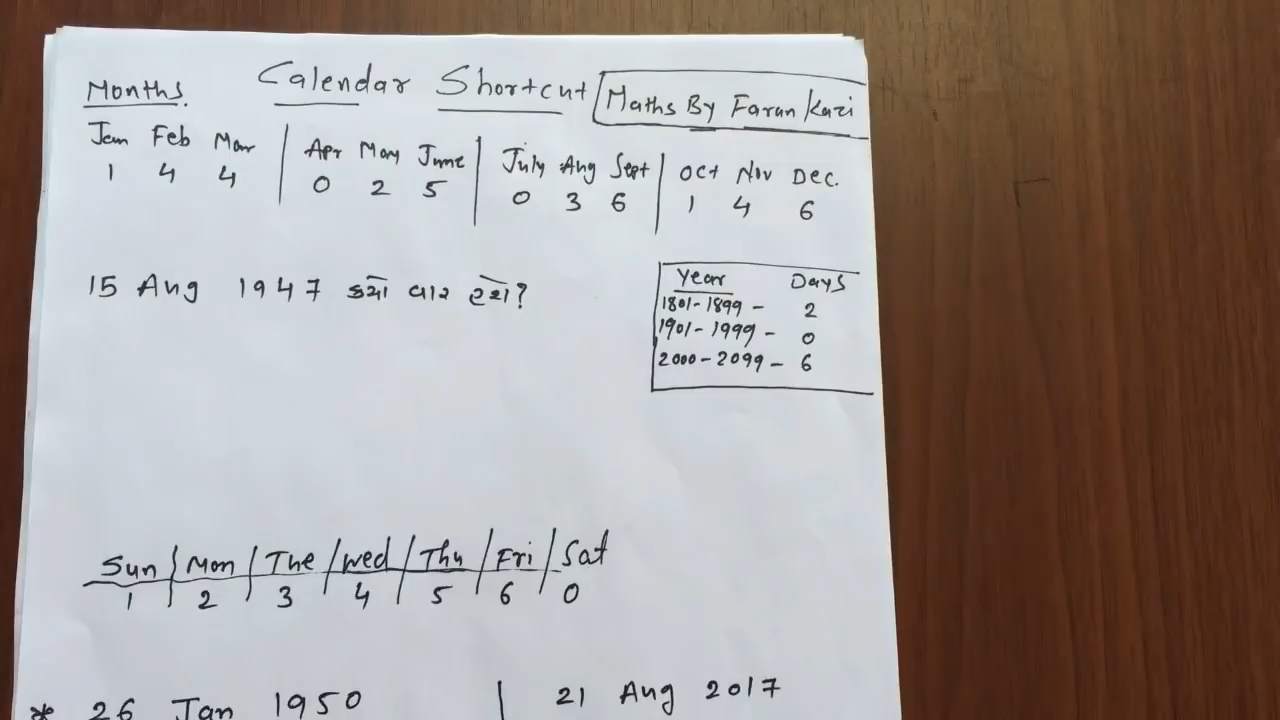 Calendar Shortcut
Maths By Farun Kazi
Months.
Jan Feb Mar Apr May June July Aug Sept Oct Nov Dec.
1 4 4 0 2 5 0 3 6 1 4 6
15 Aug 1947 કયો વાર હશે?
Year Days
1801-1899 - 2
1901-1999 - 0
2000-2099 - 6
Sun Mon Tue Wed Thu Fri Sat
1 2 3 4 5 6 0
* 26 Jan 1950
21 Aug 2017